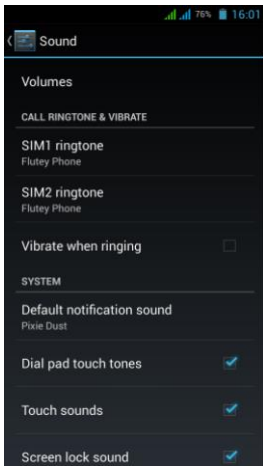 76% 16:01
Sound
Volumes
CALL RINGTONE & VIBRATE
SIM1 ringtone
Flutey Phone
SIM2 ringtone
Flutey Phone
Vibrate when ringing
SYSTEM
Default notification sound
Pixie Dust
Dial pad touch tones
Touch sounds
Screen lock sound